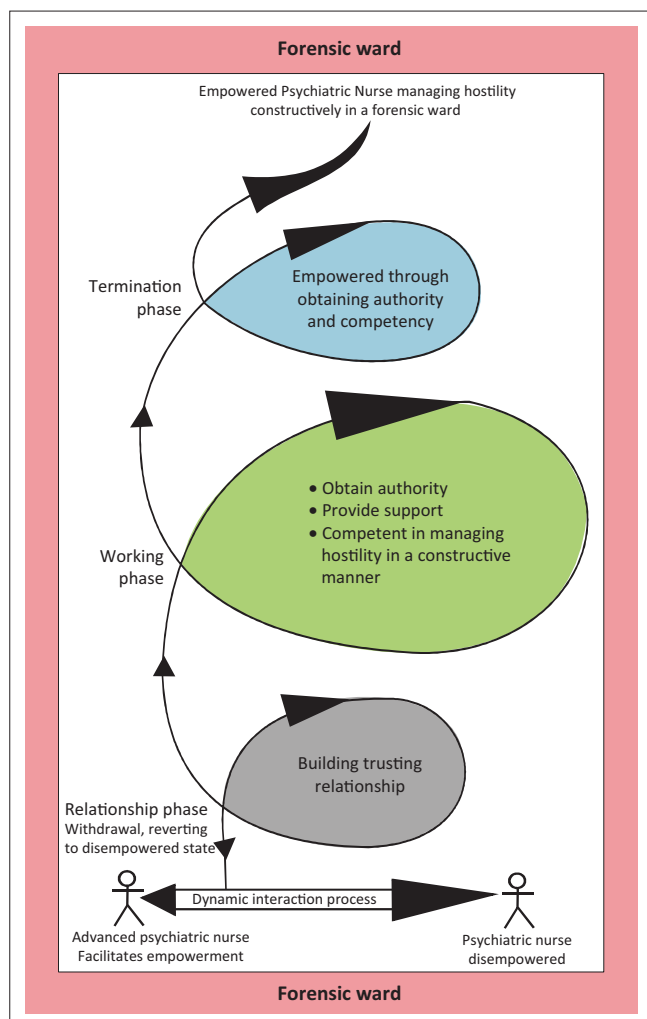 Forensic ward
Empowered Psychiatric Nurse managing hostility
constructively in a forensic ward
Empowered through
obtaining authority
and competency
Termination
phase
• Obtain authority
• Provide support
• Competent in managing
hostility in a constructive
manner
Working
phase
Building trusting
relationship
Relationship phase
Withdrawal, reverting
to disempowered state
Dynamic interaction process
Advanced psychiatric nurse
Facilitates empowerment
Psychiatric nurse
disempowered
Forensic ward